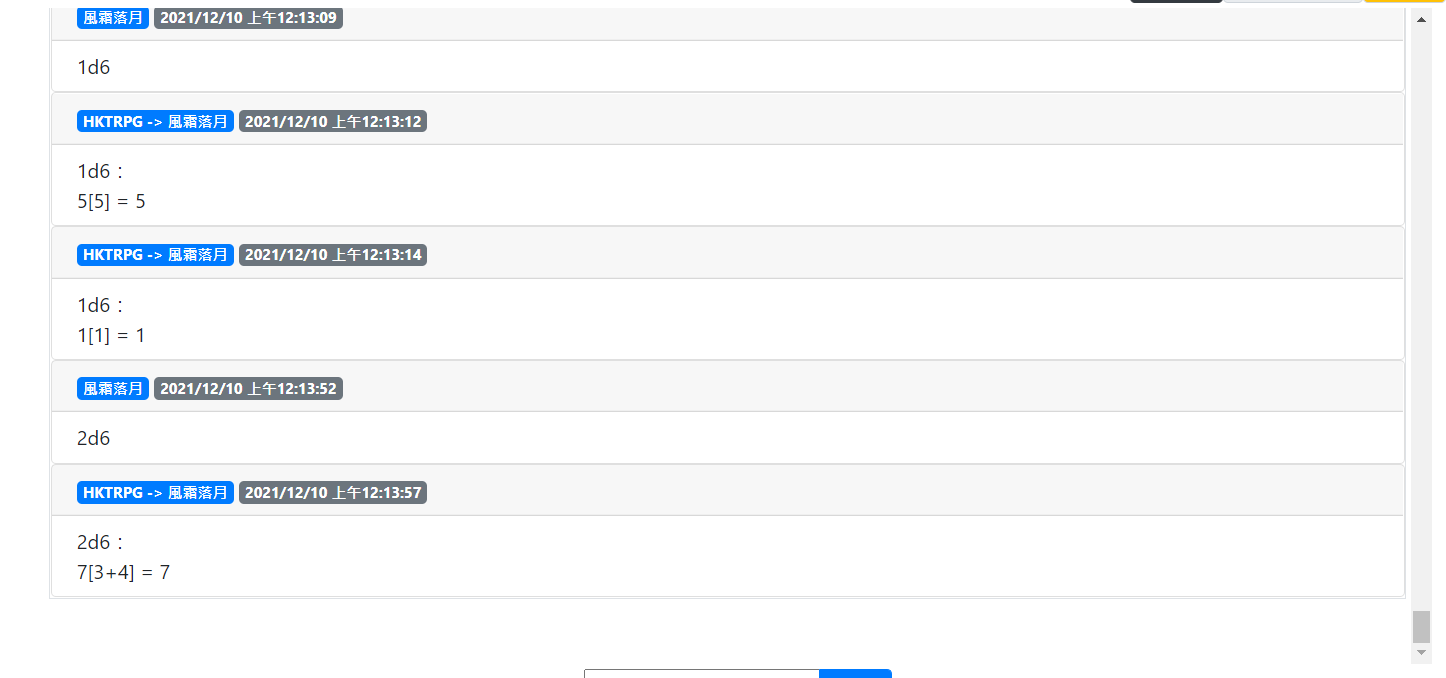 風霜落月 2021/12/10 上午12:13:09
1d6
HKTRPG -> 風霜落月 2021/12/10 上午12:13:12
1d6：
5[5] = 5
HKTRPG -> 風霜落月 2021/12/10 上午12:13:14
1d6：
1[1] = 1
風霜落月 2021/12/10 上午12:13:52
2d6
HKTRPG -> 風霜落月 2021/12/10 上午12:13:57
2d6：
7[3+4] = 7